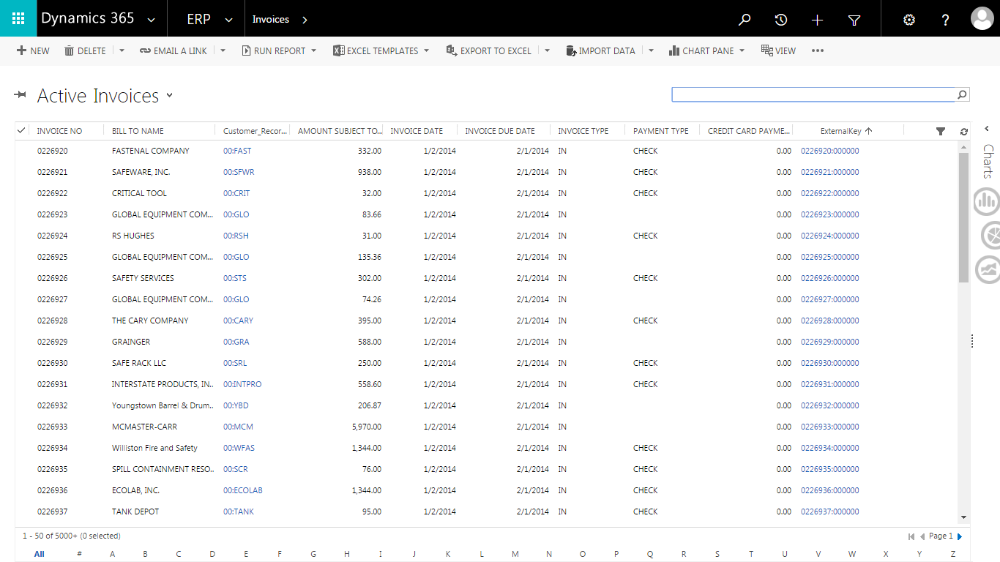 Dynamics 365 ERP Invoices
NEW DELETE EMAIL A LINK RUN REPORT EXCEL TEMPLATES EXPORT TO EXCEL IMPORT DATA CHART PANE VIEW
Active Invoices
INVOICE NO BILL TO NAME Customer_Recor... AMOUNT SUBJECT TO... INVOICE DATE INVOICE DUE DATE INVOICE TYPE PAYMENT TYPE CREDIT CARD PAYME... ExternalKey
0226920 FASTENAL COMPANY 00:FAST 332.00 1/2/2014 2/1/2014 IN CHECK 0.00 0226920:000000
0226921 SAFEWARE, INC. 00:SFWR 938.00 1/2/2014 2/1/2014 IN CHECK 0.00 0226921:000000
0226922 CRITICAL TOOL 00:CRIT 32.00 1/2/2014 2/1/2014 IN CHECK 0.00 0226922:000000
0226923 GLOBAL EQUIPMENT COM... 00:GLO 83.66 1/2/2014 2/1/2014 IN 0.00 0226923:000000
0226924 RS HUGHES 00:RSH 31.00 1/2/2014 2/1/2014 IN CHECK 0.00 0226924:000000
0226925 GLOBAL EQUIPMENT COM... 00:GLO 135.36 1/2/2014 2/1/2014 IN 0.00 0226925:000000
0226926 SAFETY SERVICES 00:STS 302.00 1/2/2014 2/1/2014 IN CHECK 0.00 0226926:000000
0226927 GLOBAL EQUIPMENT COM... 00:GLO 74.26 1/2/2014 2/1/2014 IN 0.00 0226927:000000
0226928 THE CARY COMPANY 00:CARY 395.00 1/2/2014 2/1/2014 IN CHECK 0.00 0226928:000000
0226929 GRAINGER 00:GRA 588.00 1/2/2014 2/1/2014 IN 0.00 0226929:000000
0226930 SAFE RACK LLC 00:SRL 250.00 1/2/2014 2/1/2014 IN CHECK 0.00 0226930:000000
0226931 INTERSTATE PRODUCTS, IN.. 00:INTPRO 558.60 1/2/2014 2/1/2014 IN CHECK 0.00 0226931:000000
0226932 Youngstown Barrel & Drum.. 00:YBD 206.87 1/2/2014 2/1/2014 IN 0.00 0226932:000000
0226933 MCMASTER-CARR 00:MCM 5,970.00 1/2/2014 2/1/2014 IN 0.00 0226933:000000
0226934 Williston Fire and Safety 00:WFAS 1,344.00 1/2/2014 2/1/2014 IN CHECK 0.00 0226934:000000
0226935 SPILL CONTAINMENT RESO.. 00:SCR 76.00 1/2/2014 2/1/2014 IN CHECK 0.00 0226935:000000
0226936 ECOLAB, INC. 00:ECOLAB 1,344.00 1/2/2014 2/1/2014 IN CHECK 0.00 0226936:000000
0226937 TANK DEPOT 00:TANK 95.00 1/2/2014 2/1/2014 IN CHECK 0.00 0226937:000000
Charts
1 - 50 of 5000+ (0 selected) Page 1
All # A B C D E F G H I J K L M N O P Q R S T U V W X Y Z